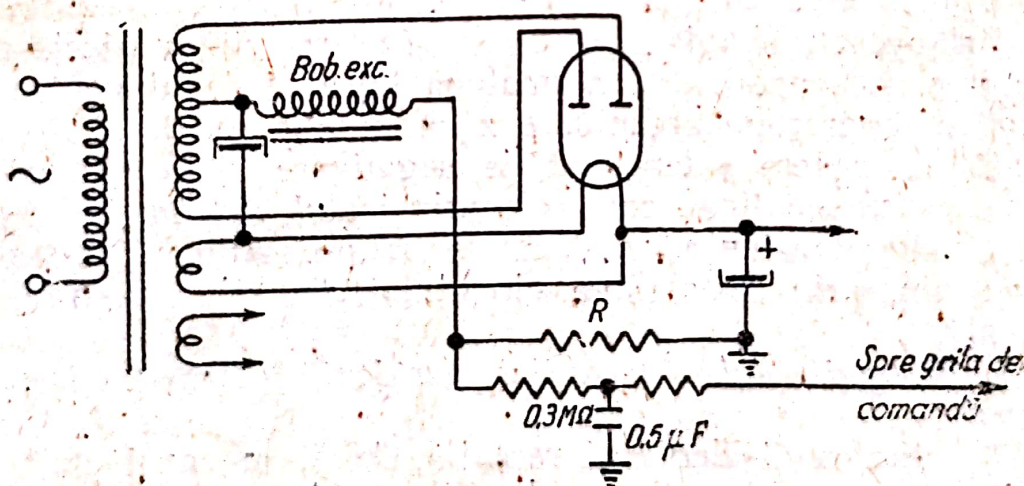 Bob. exc.
+
R
Spre grila de
comandă
0,3MΩ
0,5µF